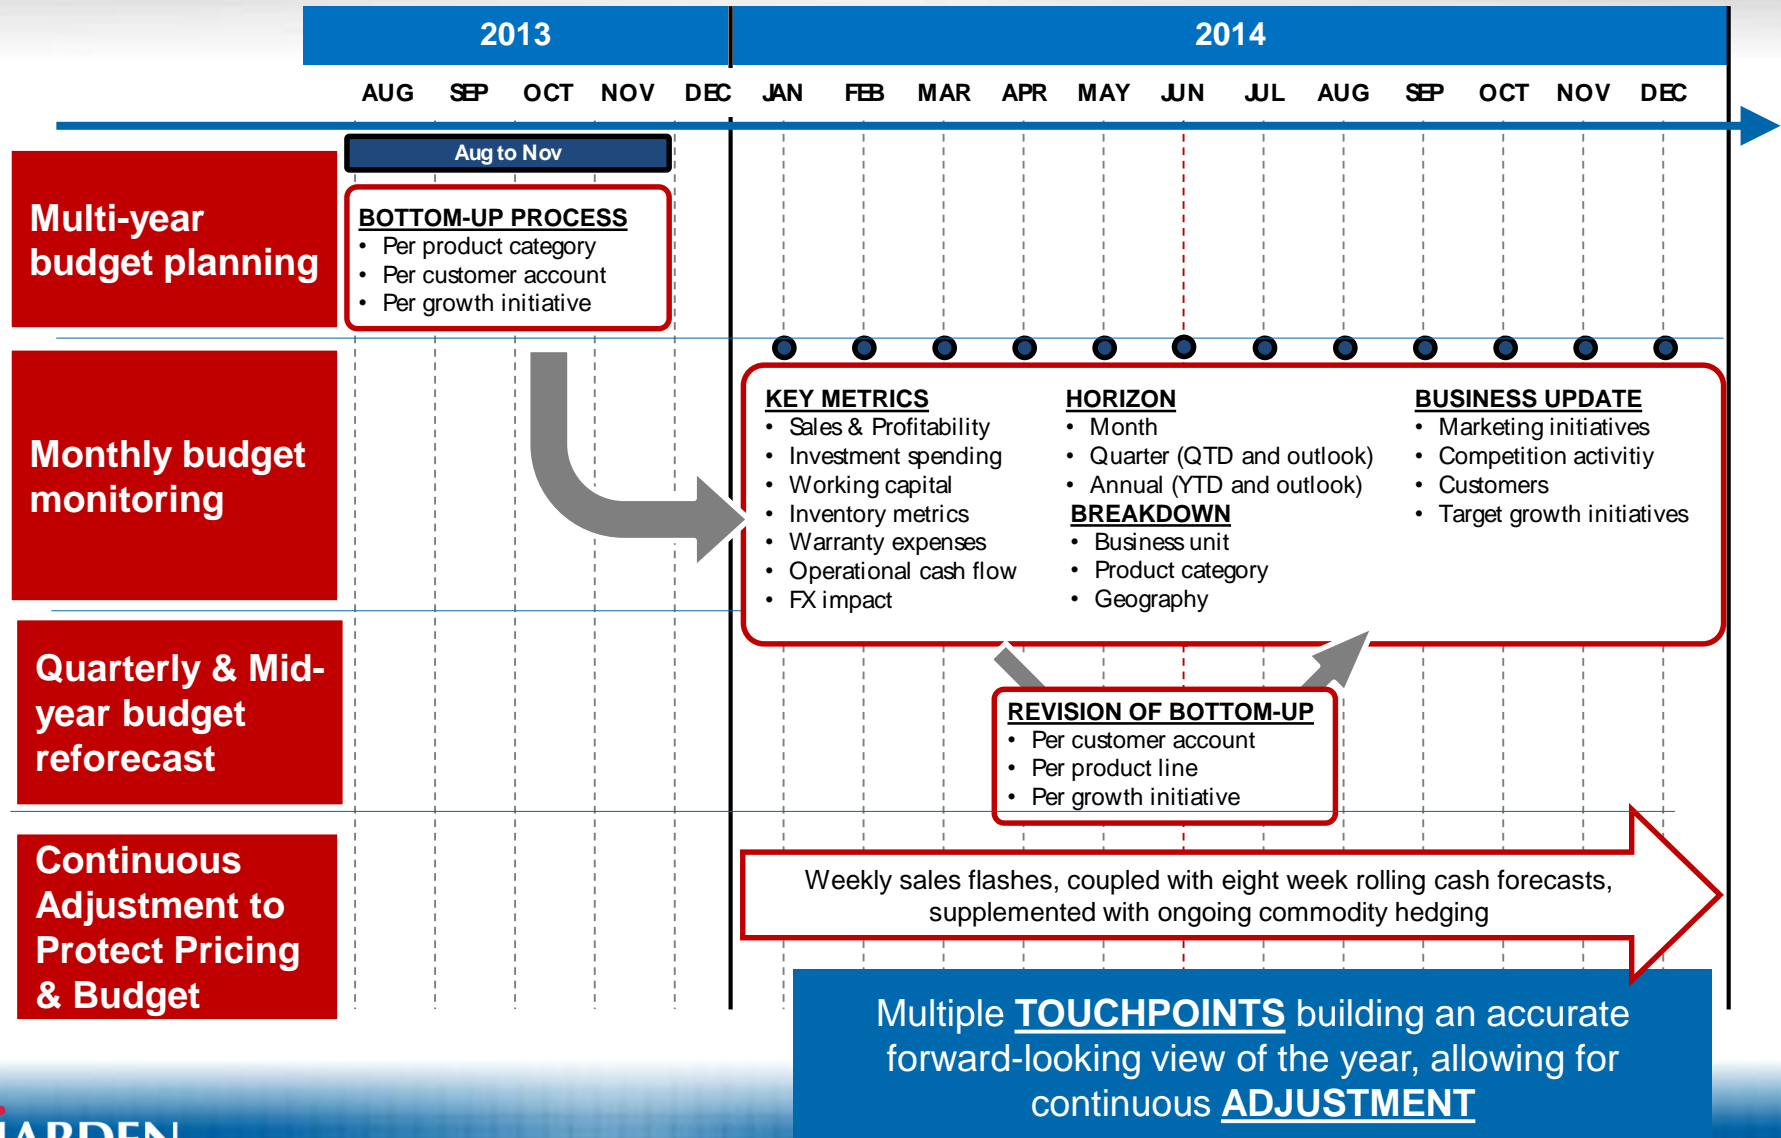 2013
2014
AUG SEP OCT NOV DEC JAN FEB MAR APR MAY JUN JUL AUG SEP OCT NOV DEC
Aug to Nov
Multi-year
budget planning
BOTTOM-UP PROCESS
• Per product category
• Per customer account
• Per growth initiative
Monthly budget
monitoring
KEY METRICS
• Sales & Profitability
• Investment spending
• Working capital
• Inventory metrics
• Warranty expenses
• Operational cash flow
• FX impact
HORIZON
• Month
• Quarter (QTD and outlook)
• Annual (YTD and outlook)
BREAKDOWN
• Business unit
• Product category
• Geography
BUSINESS UPDATE
• Marketing initiatives
• Competition activitiy
• Customers
• Target growth initiatives
Quarterly & Mid-
year budget
reforecast
REVISION OF BOTTOM-UP
• Per customer account
• Per product line
• Per growth initiative
Continuous
Adjustment to
Protect Pricing
& Budget
Weekly sales flashes, coupled with eight week rolling cash forecasts,
supplemented with ongoing commodity hedging
Multiple TOUCHPOINTS building an accurate
forward-looking view of the year, allowing for
continuous ADJUSTMENT
JARDEN